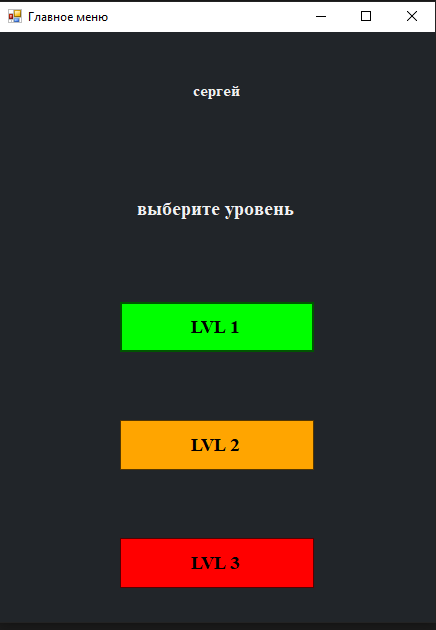 Главное меню
сергей
выберите уровень
LVL 1
LVL 2
LVL 3